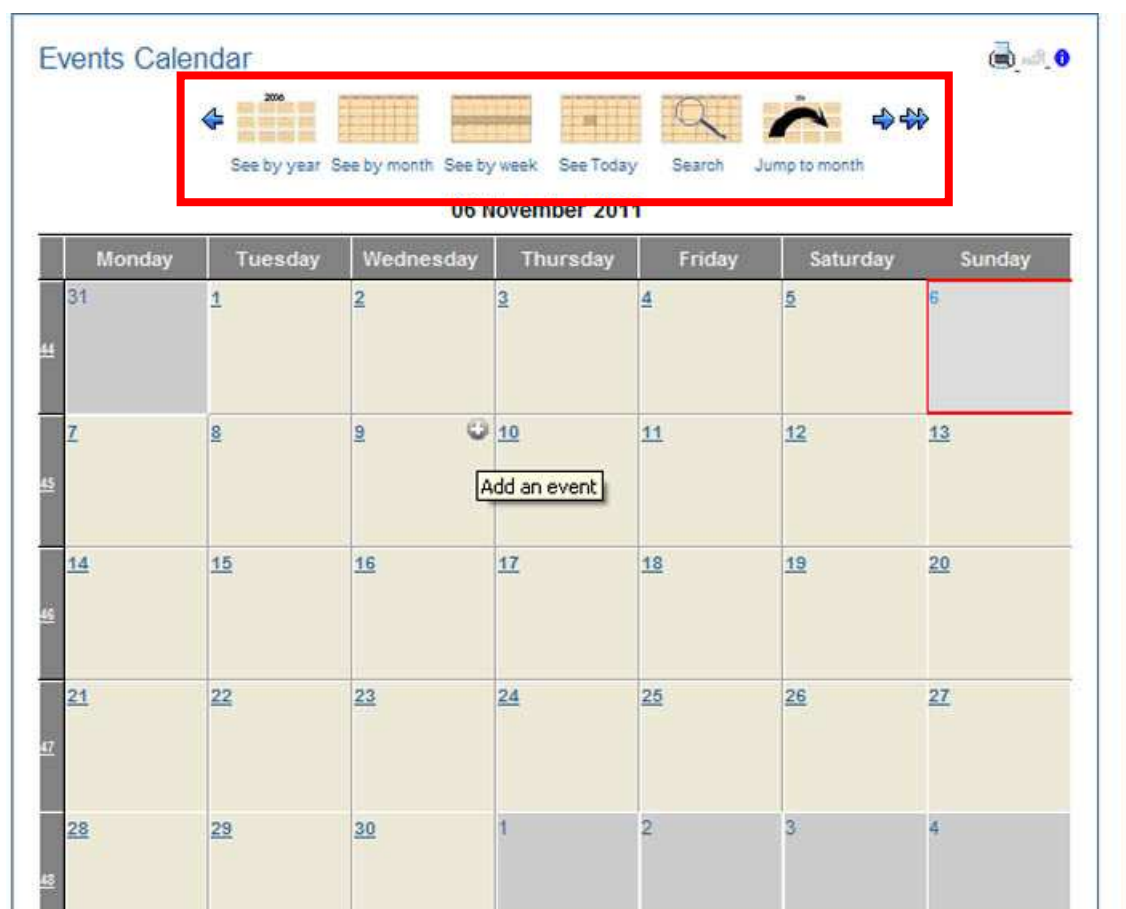 Events Calendar
2006
See by year See by month See by week See Today Search Jump to month
06 November 2011
Monday Tuesday Wednesday Thursday Friday Saturday Sunday
44 31 1 2 3 4 5 6
45 7 8 9 10 11 12 13
Add an event
46 14 15 16 17 18 19 20
47 21 22 23 24 25 26 27
48 28 29 30 1 2 3 4